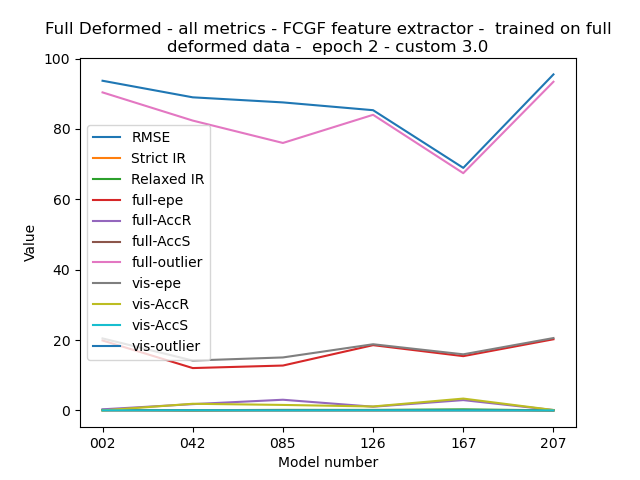 Full Deformed - all metrics - FCGF feature extractor -  trained on full
deformed data -  epoch 2 - custom 3.0
100
80
60
40
20
0
Value
RMSE
Strict IR
Relaxed IR
full-epe
full-AccR
full-AccS
full-outlier
vis-epe
vis-AccR
vis-AccS
vis-outlier
002 042 085 126 167 207
Model number